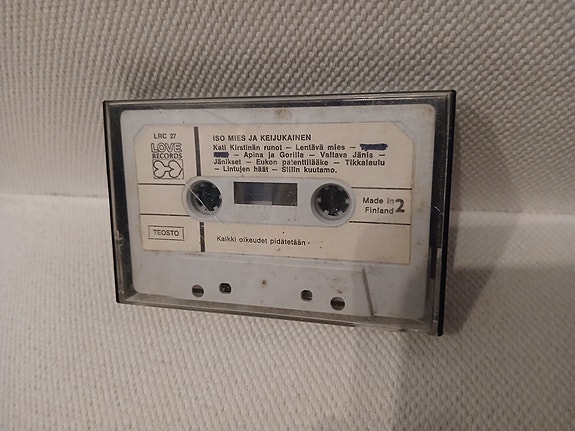 LRC 27
LOVE
RECORDS
ISO MIES JA KEIJUKAINEN
Kati Kirstinän runot — Lentävä mies —
— Apina ja Gorilla — Valtava Jänis —
Jänikset — Eukon patenttilääke — Tikkalaulu
— Lintujen häät — Siilin kuutamo.
Made in
Finland 2
TEOSTO
Kaikki oikeudet pidätetään